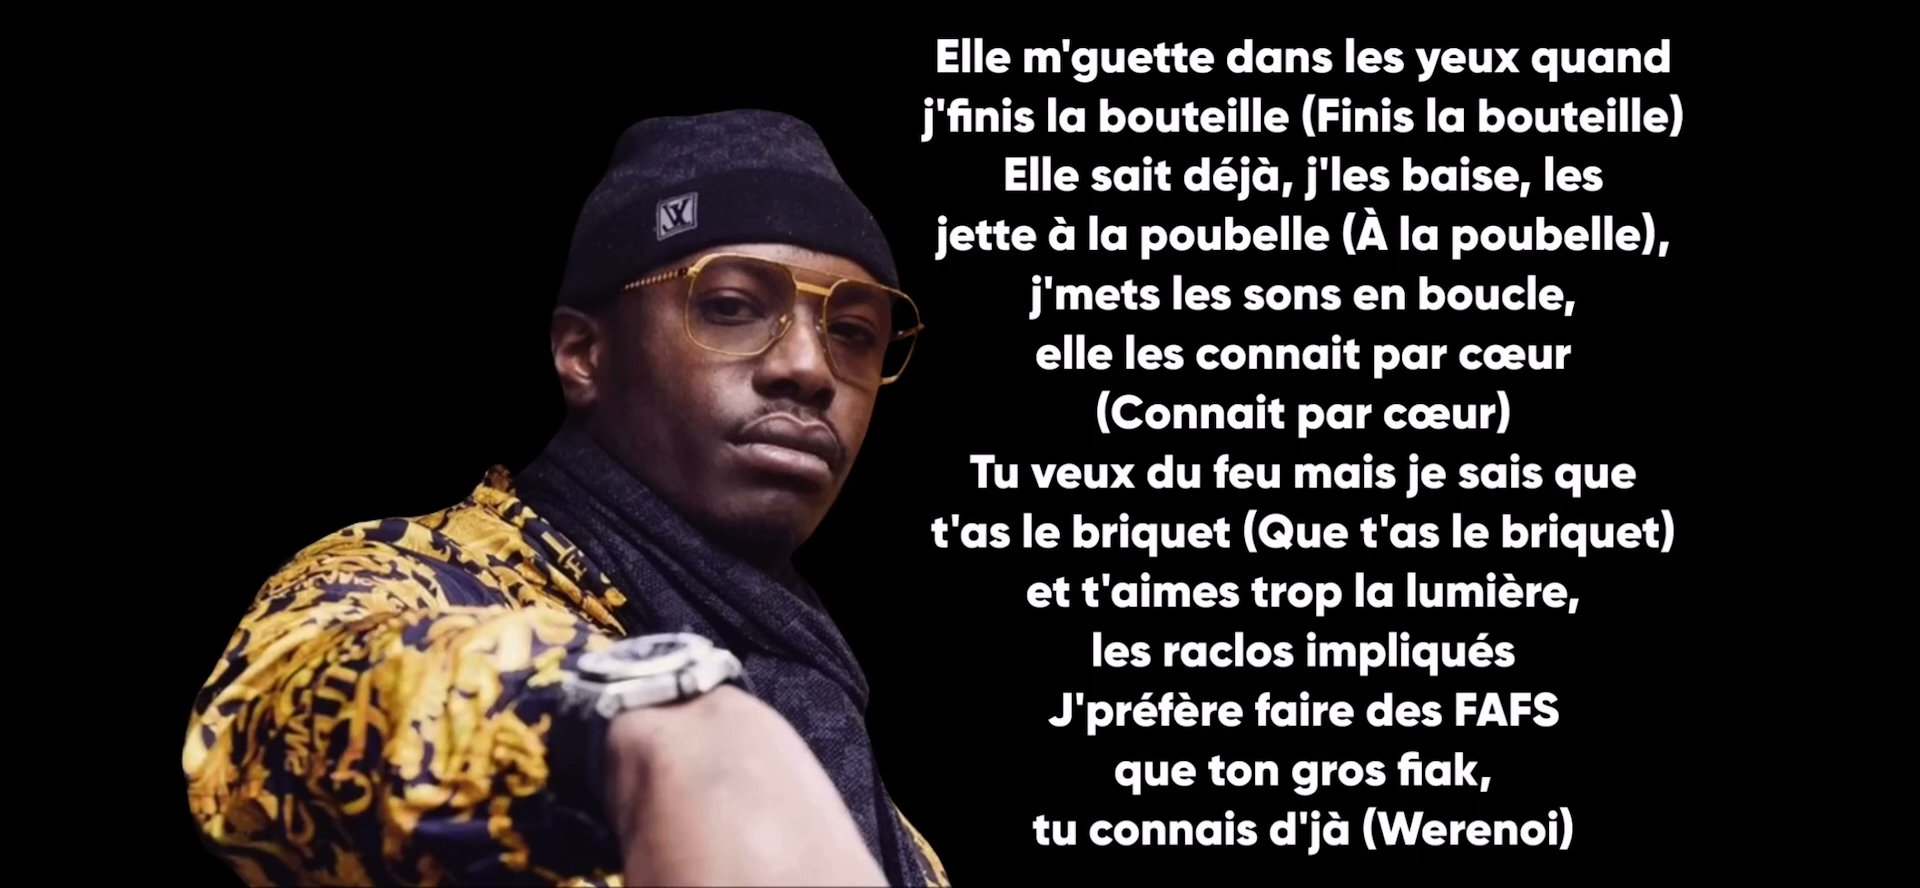 Elle m'guette dans les yeux quand
j'finis la bouteille (Finis la bouteille)
Elle sait déjà, j'les baise, les
jette à la poubelle (À la poubelle),
j'mets les sons en boucle,
elle les connait par cœur
(Connait par cœur)
Tu veux du feu mais je sais que
t'as le briquet (Que t'as le briquet)
et t'aimes trop la lumière,
les raclos impliqués
J'préfère faire des FAFS
que ton gros fiak,
tu connais d'jà (Werenoi)